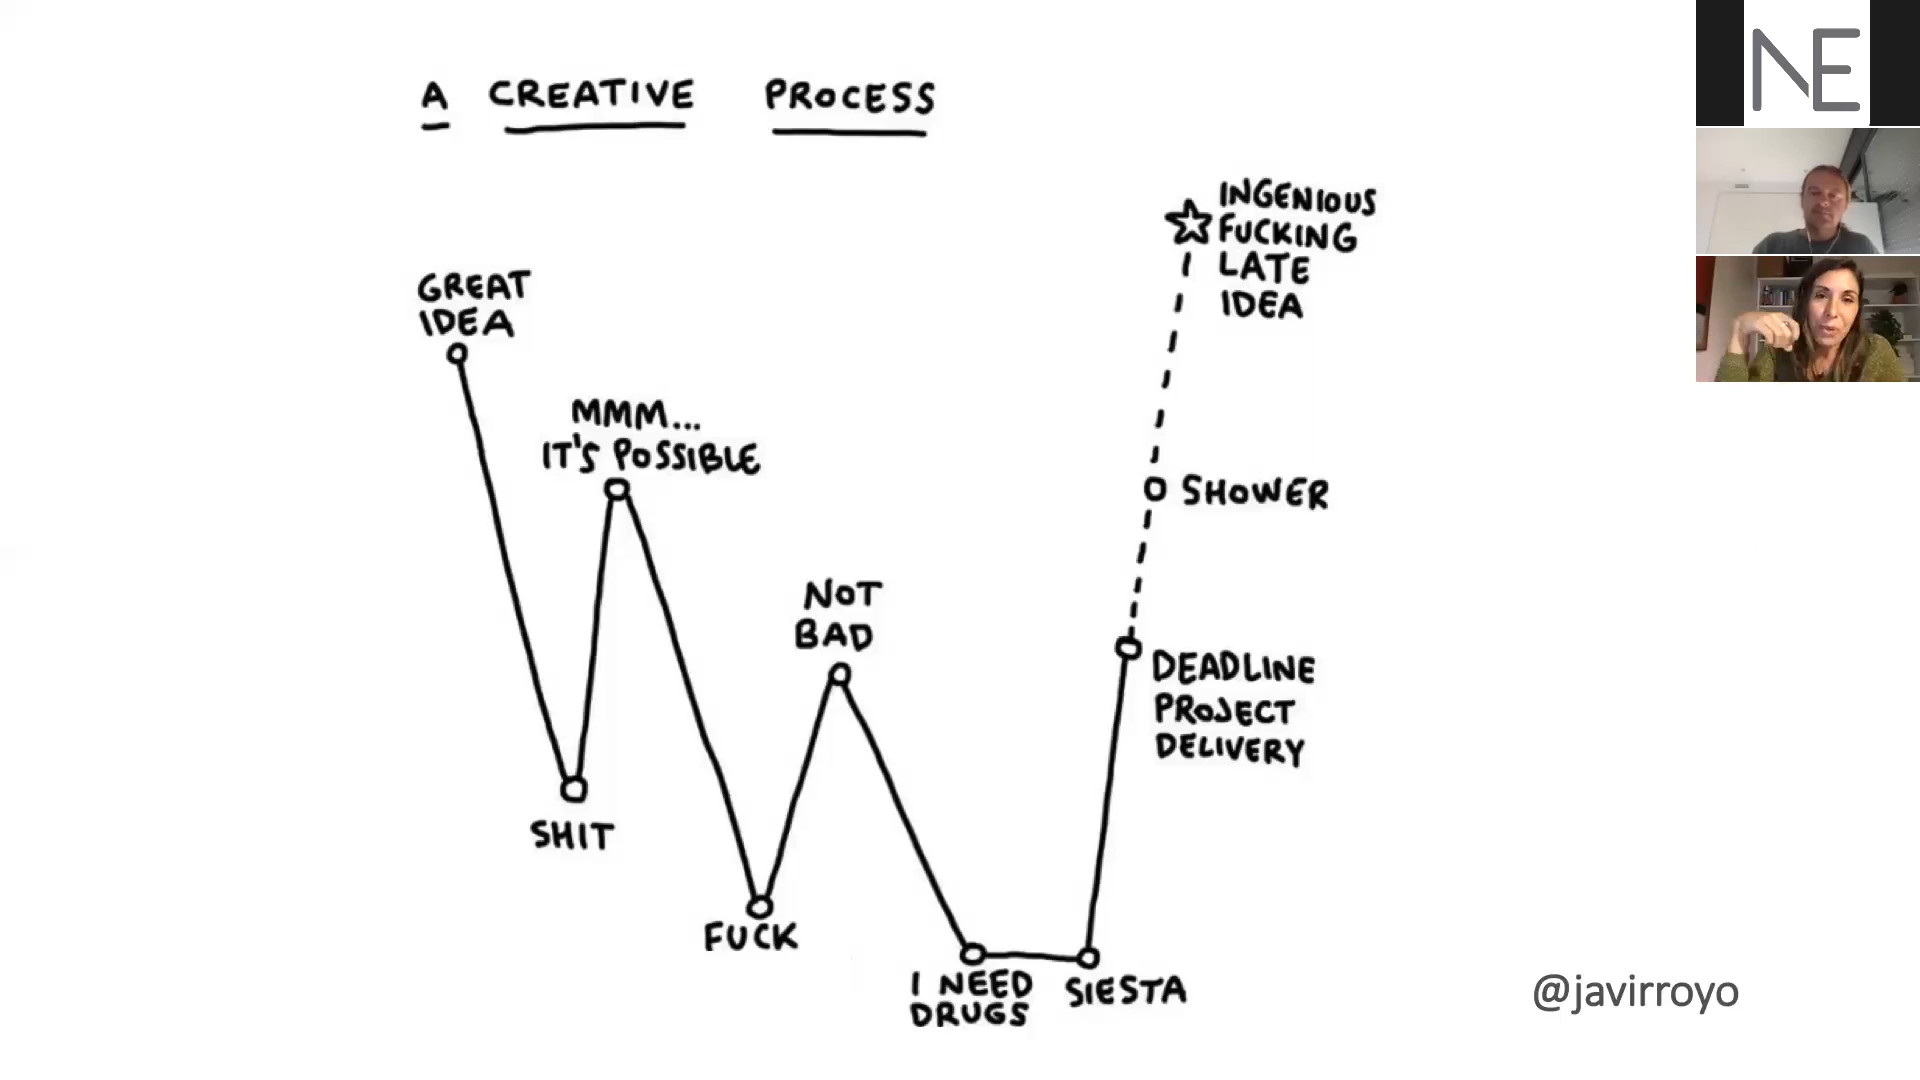 A CREATIVE PROCESS
NE
INGENIOUS
FUCKING
LATE
IDEA
GREAT
IDEA
MMM...
IT'S POSSIBLE
SHOWER
NOT
BAD
DEADLINE
PROJECT
DELIVERY
SHIT
FUCK
I NEED
DRUGS
SIESTA
@javirroyo